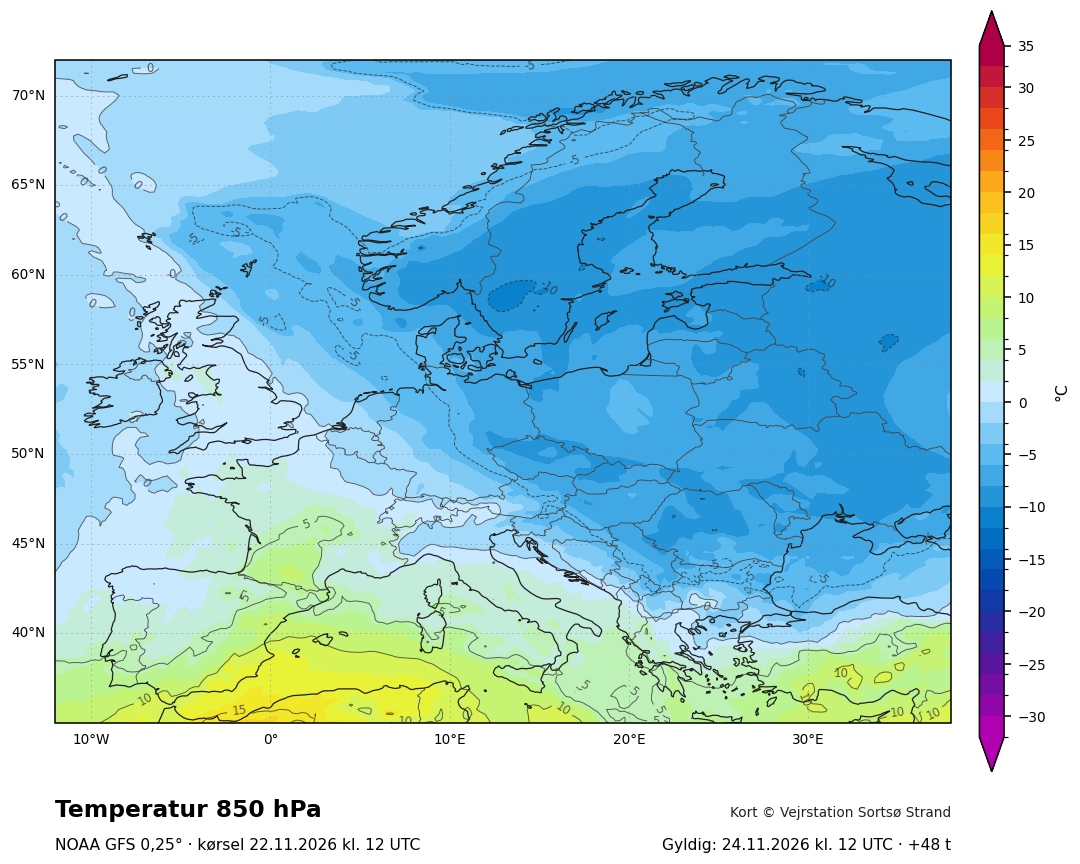 70°N
65°N
60°N
55°N
50°N
45°N
40°N
10°W
0°
10°E
20°E
30°E
35
30
25
20
15
10
5
0
−5
−10
−15
−20
−25
−30
°C
Temperatur 850 hPa
Kort © Vejrstation Sortsø Strand
NOAA GFS 0,25° · kørsel 22.11.2026 kl. 12 UTC
Gyldig: 24.11.2026 kl. 12 UTC · +48 t